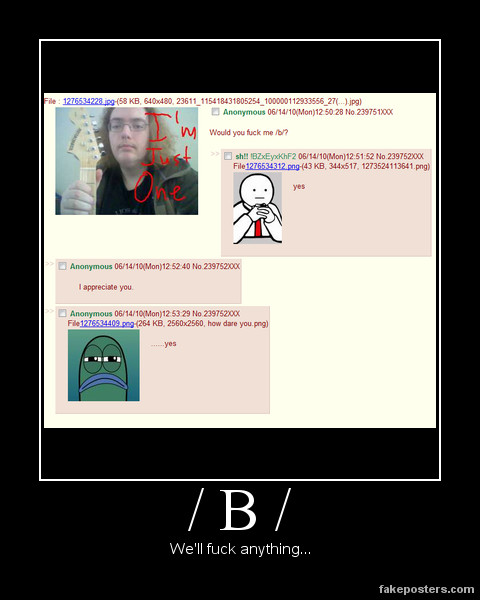 File : 1276534228.jpg-(58 KB, 640x480, 23611_115418431805254_100000112933556_27(...).jpg)
I'm
Just
One
Anonymous 06/14/10(Mon)12:50:28 No.239751XXX
Would you fuck me /b/?
>> sh!! !BZxEyxKhF2 06/14/10(Mon)12:51:52 No.239752XXX
File1276534312.png-(43 KB, 344x517, 1273524113641.png)
yes
>> Anonymous 06/14/10(Mon)12:52:40 No.239752XXX
I appreciate you.
>> Anonymous 06/14/10(Mon)12:53:29 No.239752XXX
File1276534409.png-(264 KB, 2560x2560, how dare you.png)
......yes
/ B /
We'll fuck anything...
fakeposters.com